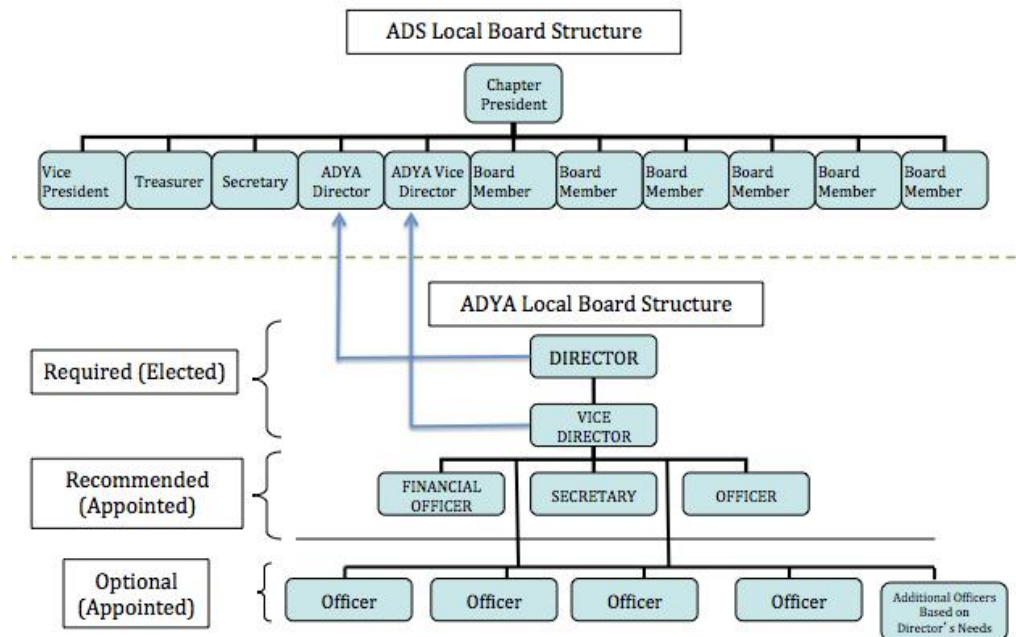 ADS Local Board Structure
Chapter
President
Vice
President
Treasurer
Secretary
ADYA
Director
ADYA Vice
Director
Board
Member
Board
Member
Board
Member
Board
Member
Board
Member
Board
Member
ADYA Local Board Structure
Required (Elected)
DIRECTOR
VICE
DIRECTOR
Recommended
(Appointed)
FINANCIAL
OFFICER
SECRETARY
OFFICER
Optional
(Appointed)
Officer
Officer
Officer
Officer
Additional Officers
Based on
Director´s Needs